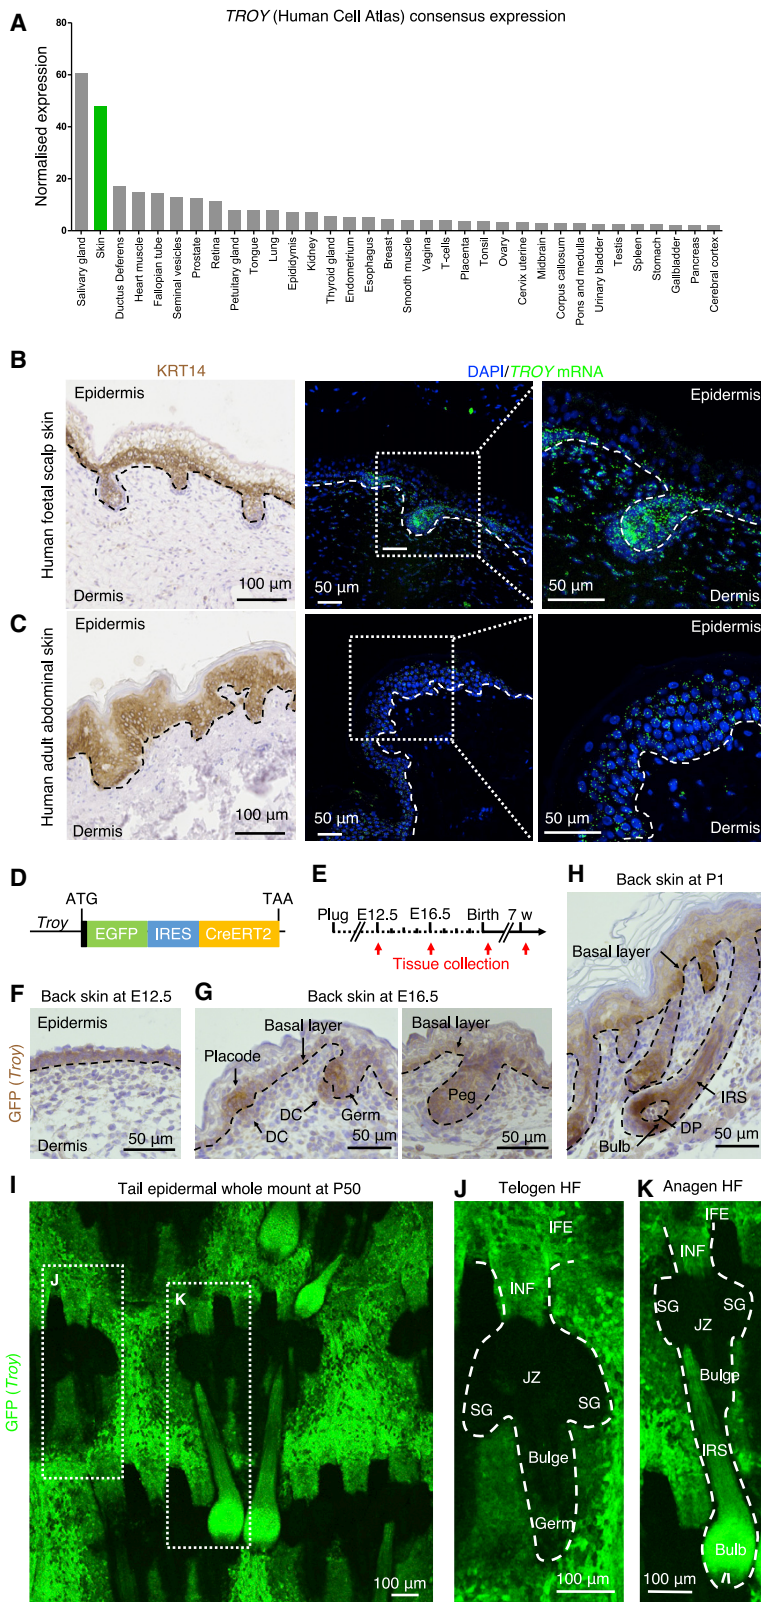 A
TROY (Human Cell Atlas) consensus expression
Normalised expression
80
60
40
20
0
Salivary gland
Skin
Ductus Deferens
Heart muscle
Fallopian tube
Seminal vesicles
Prostate
Retina
Petuitary gland
Tongue
Lung
Epididymis
Kidney
Thyroid gland
Endometrium
Esophagus
Breast
Smooth muscle
Vagina
T-cells
Placenta
Tonsil
Ovary
Cervix uterine
Midbrain
Corpus callosum
Pons and medulla
Urinary bladder
Testis
Spleen
Stomach
Gallbladder
Pancreas
Cerebral cortex
B
KRT14
DAPI/TROY mRNA
Human foetal scalp skin
Epidermis
Dermis
100 µm
50 µm
Epidermis
50 µm
Dermis
C
Human adult abdominal skin
Epidermis
Dermis
100 µm
50 µm
Epidermis
50 µm
Dermis
D
ATG
TAA
Troy
EGFP
IRES
CreERT2
E
Plug
E12.5
E16.5
Birth
7 w
Tissue collection
F
Back skin at E12.5
GFP (Troy)
Epidermis
Dermis
50 µm
G
Back skin at E16.5
Basal layer
Placode
DC
DC
Germ
50 µm
Basal layer
Peg
50 µm
H
Back skin at P1
Basal layer
IRS
DP
Bulb
50 µm
I
Tail epidermal whole mount at P50
GFP (Troy)
J
K
100 µm
J
Telogen HF
IFE
INF
JZ
SG
SG
Bulge
Germ
100 µm
K
Anagen HF
IFE
INF
SG
SG
JZ
Bulge
IRS
Bulb
100 µm